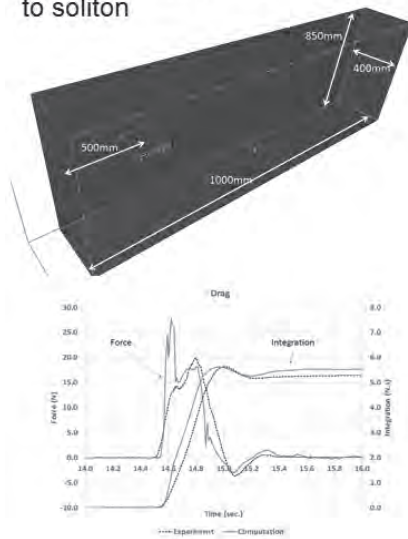 to soliton
850mm
400mm
500mm
1000mm
Drag
30.0
8.0
25.0
7.0
Force
Integration
20.0
6.0
15.0
5.0
10.0
4.0
5.0
3.0
0.0
2.0
14.0
14.2
14.4
14.6
14.8
15.0
15.2
15.4
15.6
15.8
16.0
-5.0
1.0
-10.0
0.0
Force (N)
Integration (N.s)
Time (sec.)
Experiment
Computation